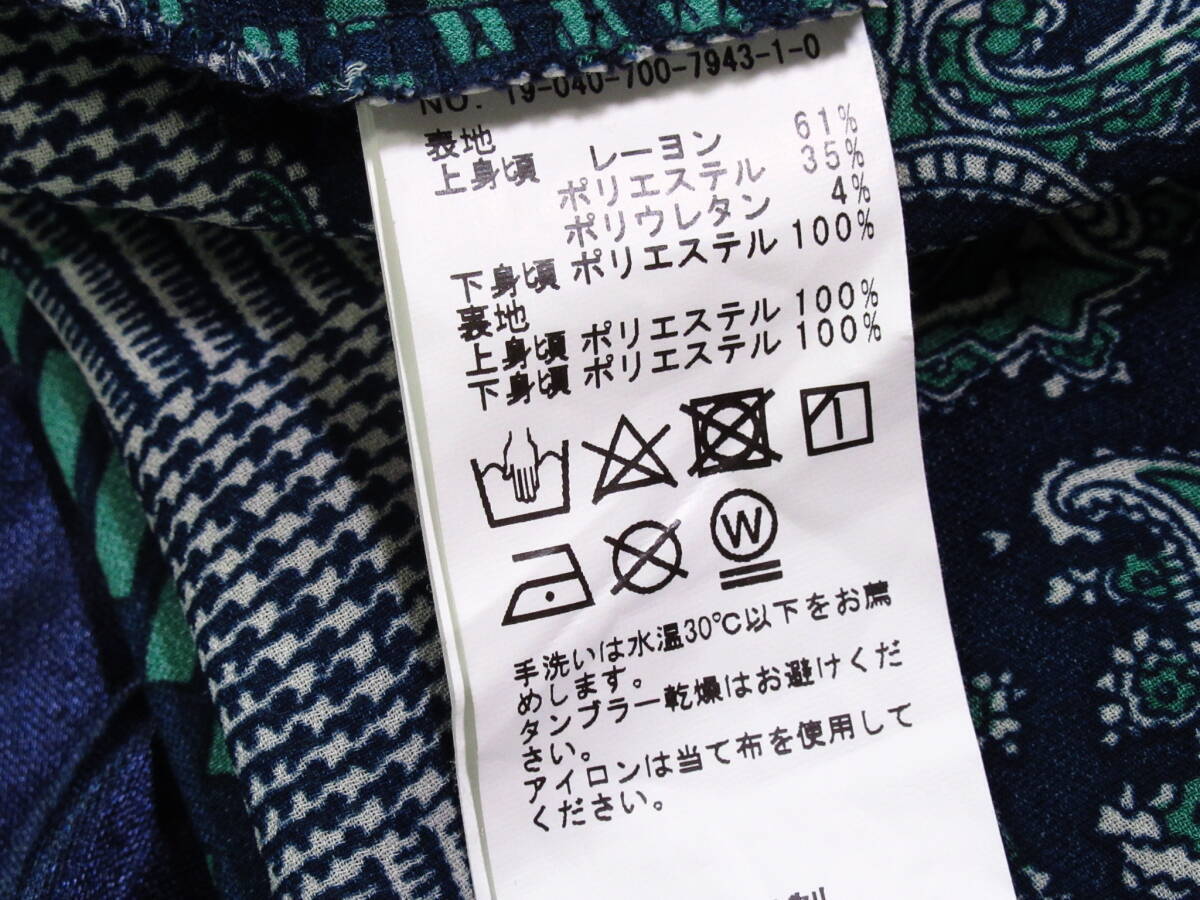 NO. 19-040-700-7943-1-0
表地
上身頃 レーヨン 61%
ポリエステル 35%
ポリウレタン 4%
下身頃 ポリエステル 100%
裏地
上身頃 ポリエステル 100%
下身頃 ポリエステル 100%
W
手洗いは水温30℃以下をお薦
めします。
タンブラー乾燥はお避けくだ
さい。
アイロンは当て布を使用して
ください。